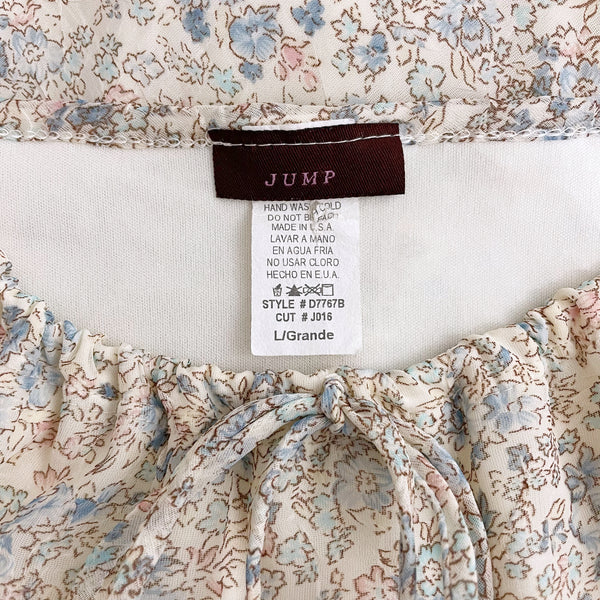 JUMP
HAND WASH COLD
DO NOT BLEACH
MADE IN U.S.A.
LAVAR A MANO
EN AGUA FRIA
NO USAR CLORO
HECHO EN E.U.A.
STYLE # D7767B
CUT # J016
L/Grande